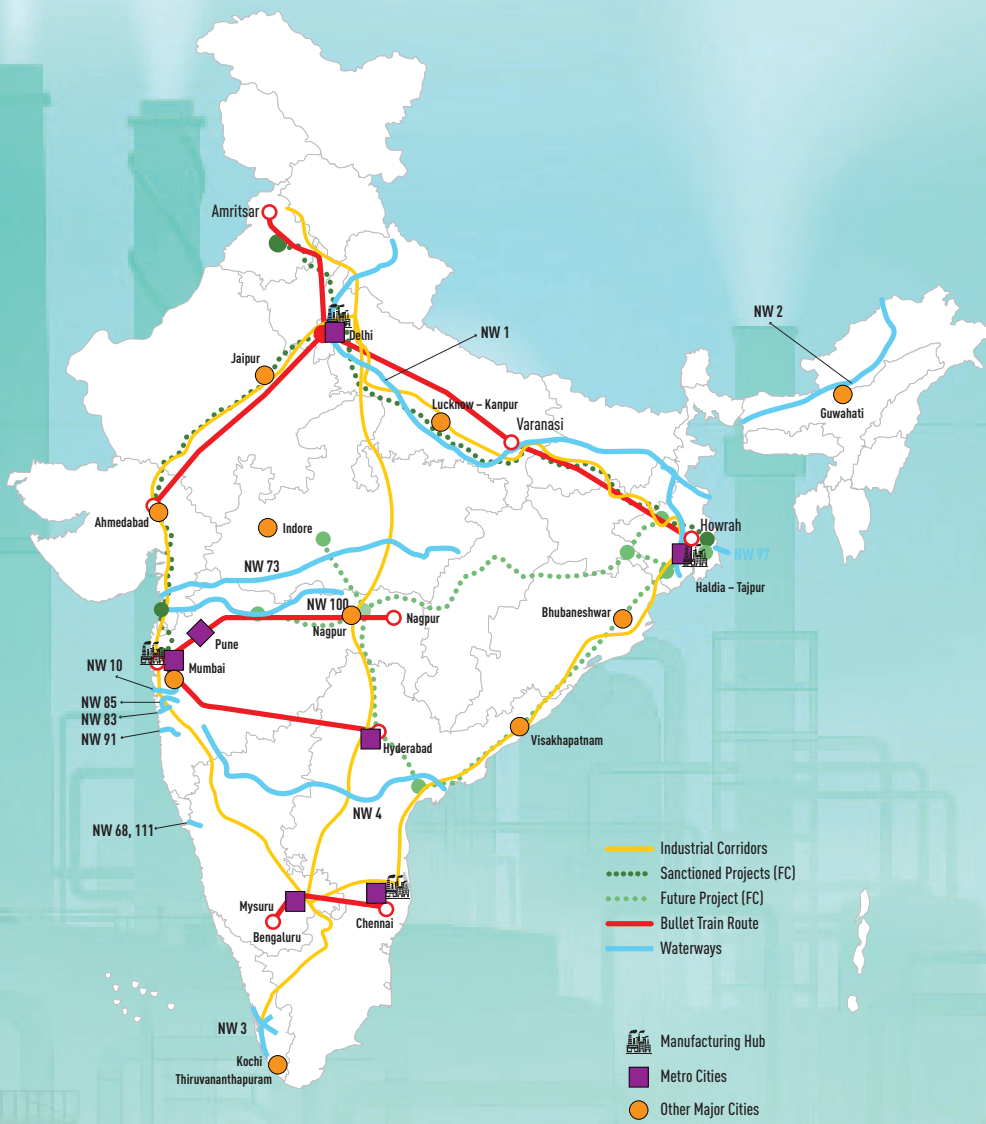 Amritsar
Delhi
NW 1
NW 2
Jaipur
Lucknow – Kanpur
Guwahati
Varanasi
Ahmedabad
Indore
Howrah
NW 97
NW 73
Haldia – Tajpur
NW 100
Bhubaneshwar
Nagpur
Nagpur
Pune
NW 10
Mumbai
NW 85
NW 83
NW 91
Hyderabad
Visakhapatnam
NW 4
NW 68, 111
Mysuru
Chennai
Bengaluru
NW 3
Kochi
Thiruvananthapuram
Industrial Corridors
Sanctioned Projects (FC)
Future Project (FC)
Bullet Train Route
Waterways
Manufacturing Hub
Metro Cities
Other Major Cities